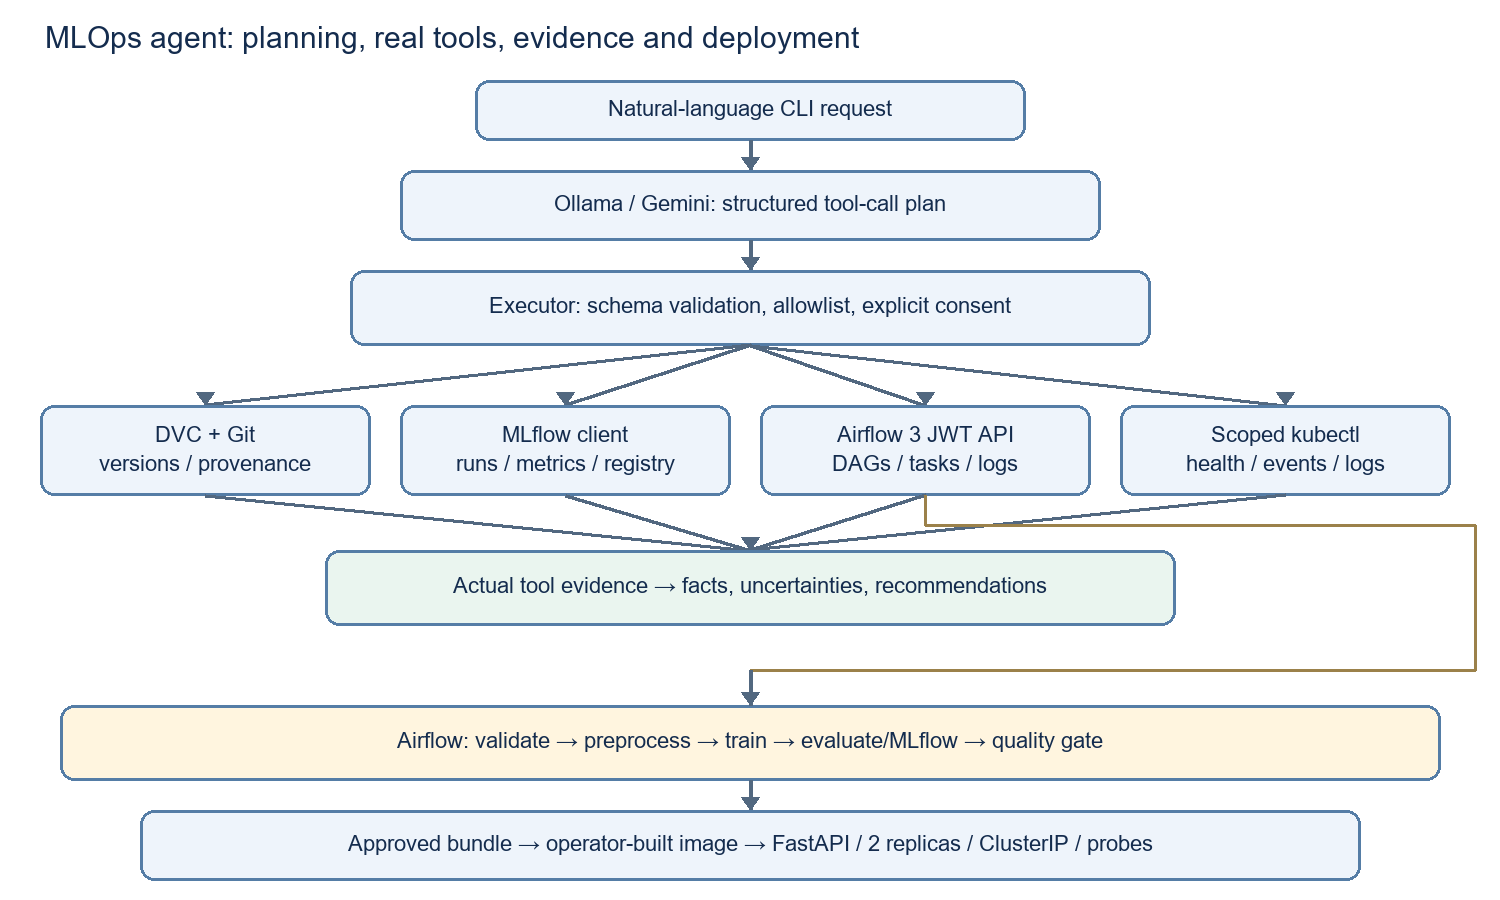 MLOps agent: planning, real tools, evidence and deployment
Natural-language CLI request
Ollama / Gemini: structured tool-call plan
Executor: schema validation, allowlist, explicit consent
DVC + Git
versions / provenance
MLflow client
runs / metrics / registry
Airflow 3 JWT API
DAGs / tasks / logs
Scoped kubectl
health / events / logs
Actual tool evidence → facts, uncertainties, recommendations
Airflow: validate → preprocess → train → evaluate/MLflow → quality gate
Approved bundle → operator-built image → FastAPI / 2 replicas / ClusterIP / probes